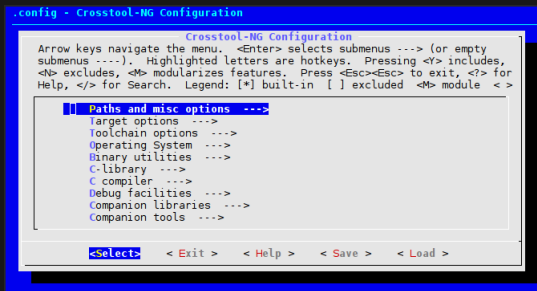 .config - Crosstool-NG Configuration
Crosstool-NG Configuration
Arrow keys navigate the menu.  <Enter> selects submenus ---> (or empty
submenus ----).  Highlighted letters are hotkeys.  Pressing <Y> includes,
<N> excludes, <M> modularizes features.  Press <Esc><Esc> to exit, <?> for
Help, </> for Search.  Legend: [*] built-in  [ ] excluded  <M> module  < >
Paths and misc options  --->
Target options  --->
Toolchain options  --->
Operating System  --->
Binary utilities  --->
C-library  --->
C compiler  --->
Debug facilities  --->
Companion libraries  --->
Companion tools  --->
<Select>    < Exit >    < Help >    < Save >    < Load >